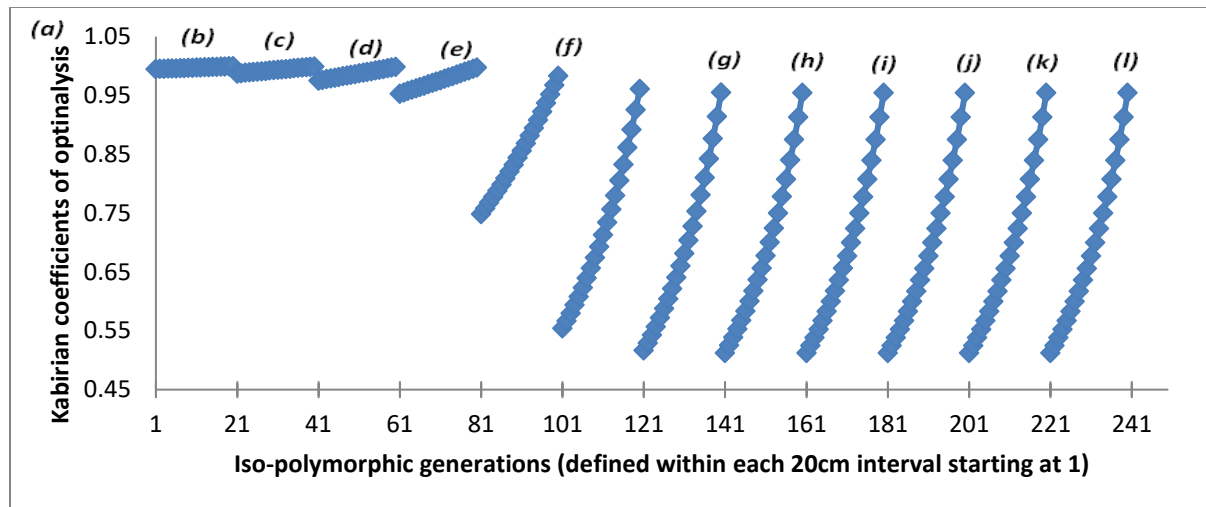 (a)
(b)
(c)
(d)
(e)
(f)
(g)
(h)
(i)
(j)
(k)
(l)
Kabirian coefficients of optinalysis
1.05
0.95
0.85
0.75
0.65
0.55
0.45
1 21 41 61 81 101 121 141 161 181 201 221 241
Iso-polymorphic generations (defined within each 20cm interval starting at 1)